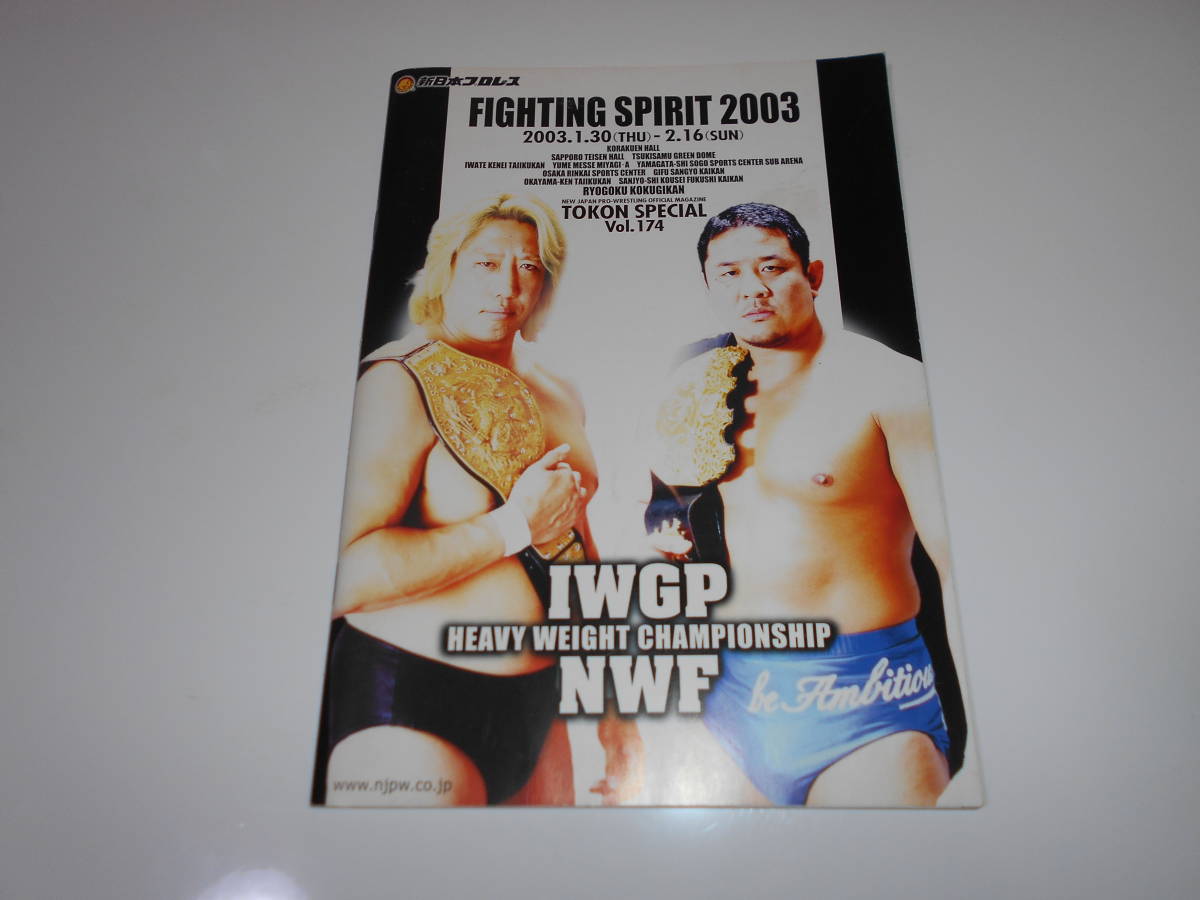 新日本プロレス
FIGHTING SPIRIT 2003
2003.1.30(THU)-2.16(SUN)
KORAKUEN HALL
SAPPORO TEISEN HALL TSUKISAMU GREEN DOME
IWATE KENEI TAIIKUKAN YUME MESSE MIYAGI·A YAMAGATA-SHI SOGO SPORTS CENTER SUB ARENA
OSAKA RINKAI SPORTS CENTER GIFU SANGYO KAIKAN
OKAYAMA-KEN TAIIKUKAN SANJYO-SHI KOUSEI FUKUSHI KAIKAN
RYOGOKU KOKUGIKAN
NEW JAPAN PRO-WRESTLING OFFICIAL MAGAZINE
TOKON SPECIAL
Vol.174
IWGP
HEAVY WEIGHT CHAMPIONSHIP
NWF
be Ambitiou
www.njpw.co.jp